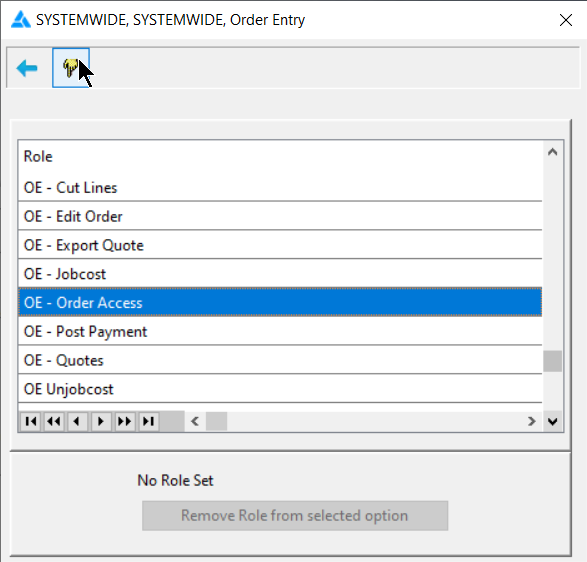 SYSTEMWIDE, SYSTEMWIDE, Order Entry
Role
OE - Cut Lines
OE - Edit Order
OE - Export Quote
OE - Jobcost
OE - Order Access
OE - Post Payment
OE - Quotes
OE Unjobcost
No Role Set
Remove Role from selected option